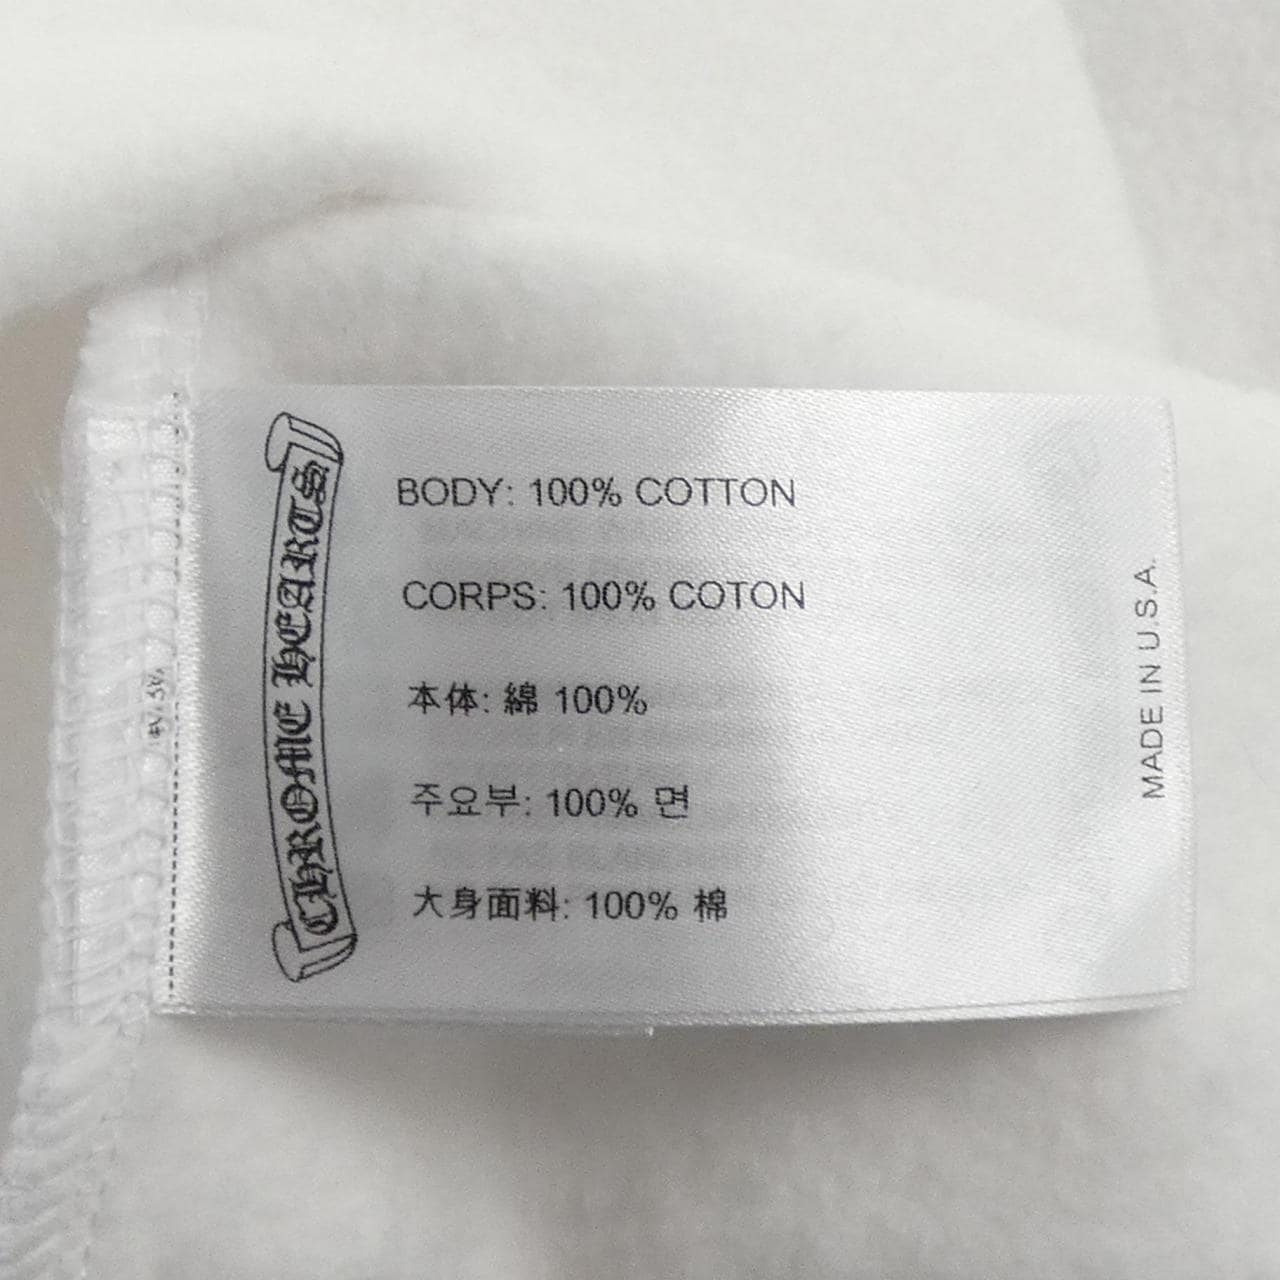 CHROME HEARTS
BODY: 100% COTTON
CORPS: 100% COTON
本体: 綿 100%
주요부: 100% 면
大身面料: 100% 棉
MADE IN U.S.A.